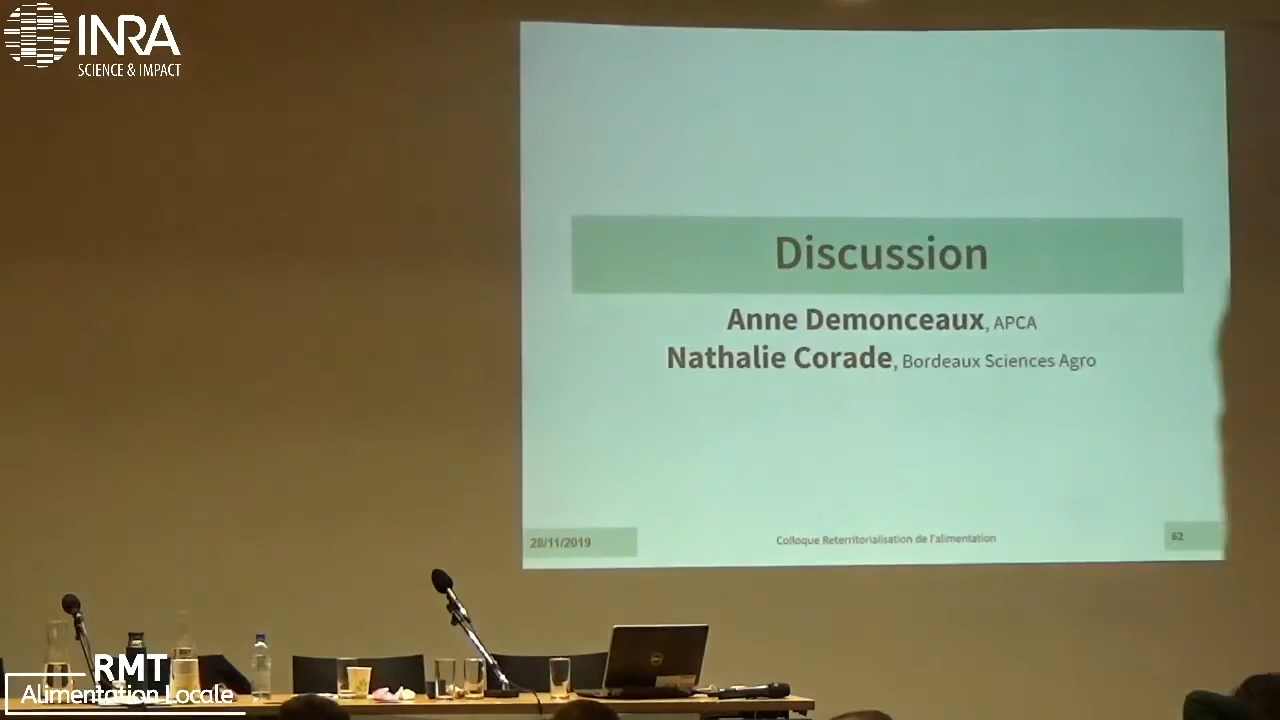 INRA
SCIENCE & IMPACT
Discussion
Anne Demonceaux, APCA
Nathalie Corade, Bordeaux Sciences Agro
28/11/2019
Colloque Reterritorialisation de l'alimentation
62
RMT
Alimentation Locale